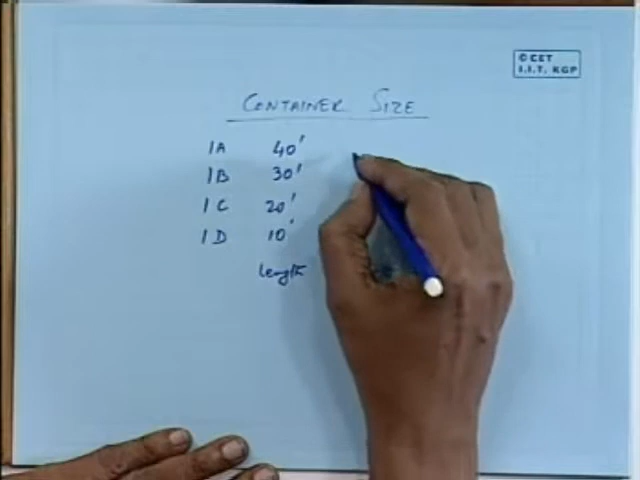 © CET
I.I.T. KGP
CONTAINER SIZE
1A 40'
1B 30'
1C 20'
1D 10'
length